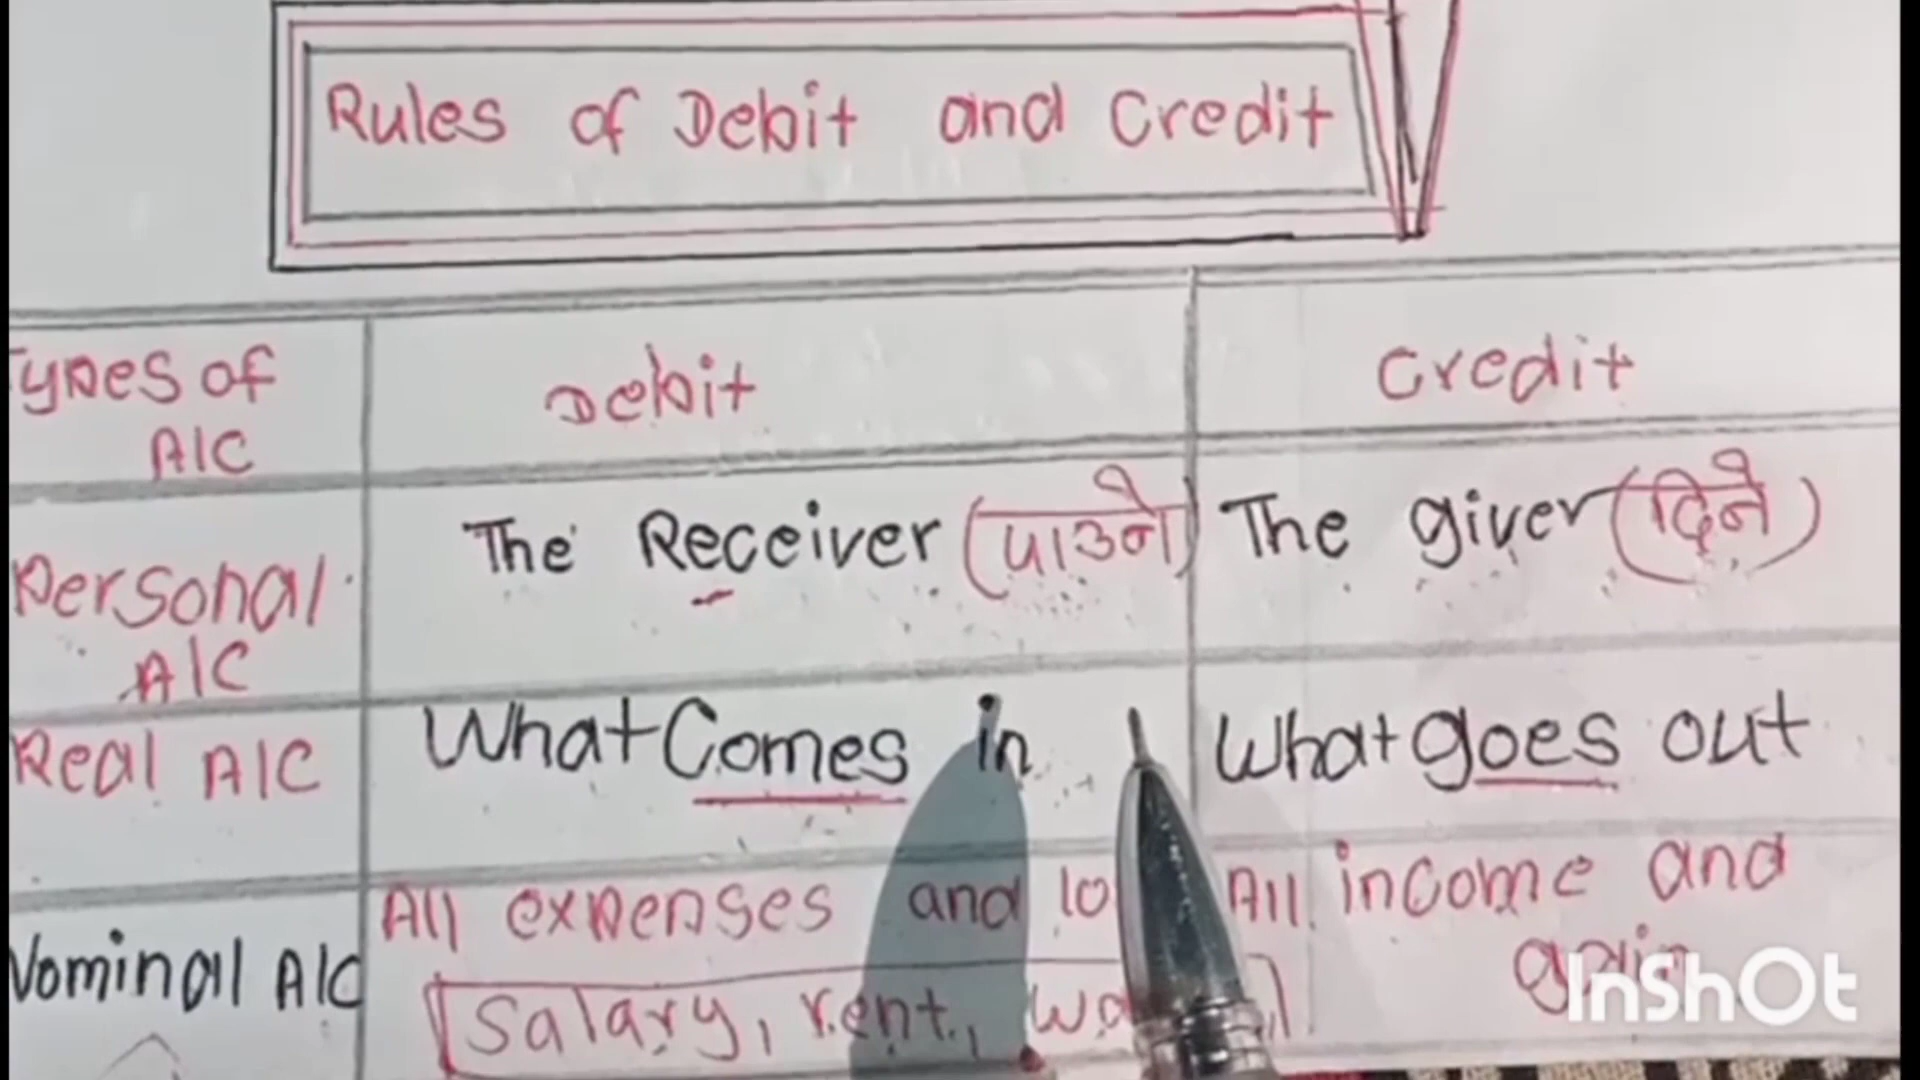 Rules of Debit and Credit
Types of A/C
Debit
Credit
Personal A/C
The Receiver (पाउने)
The giver (दिने)
Real A/C
What Comes in
What goes out
Nominal A/C
All expenses and
Salary, rent,
All income and
gain
InShOt